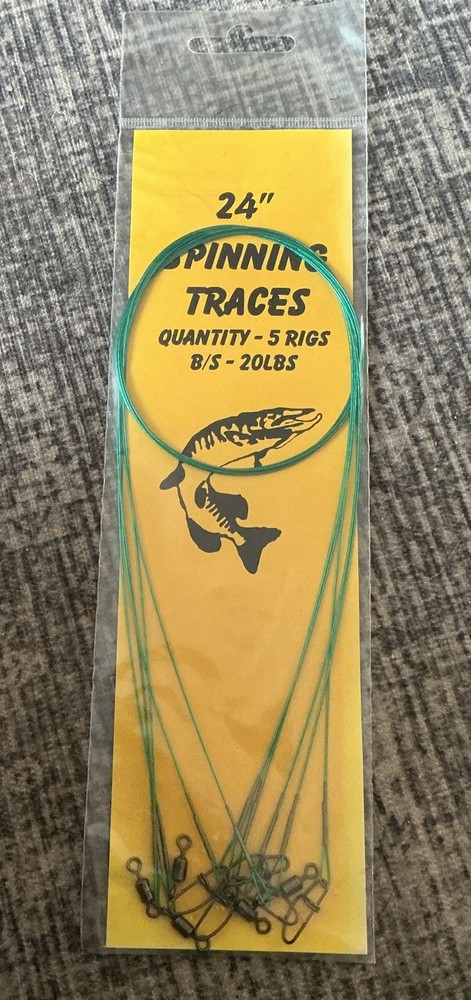 24"
SPINNING
TRACES
QUANTITY - 5 RIGS
B/S - 20LBS